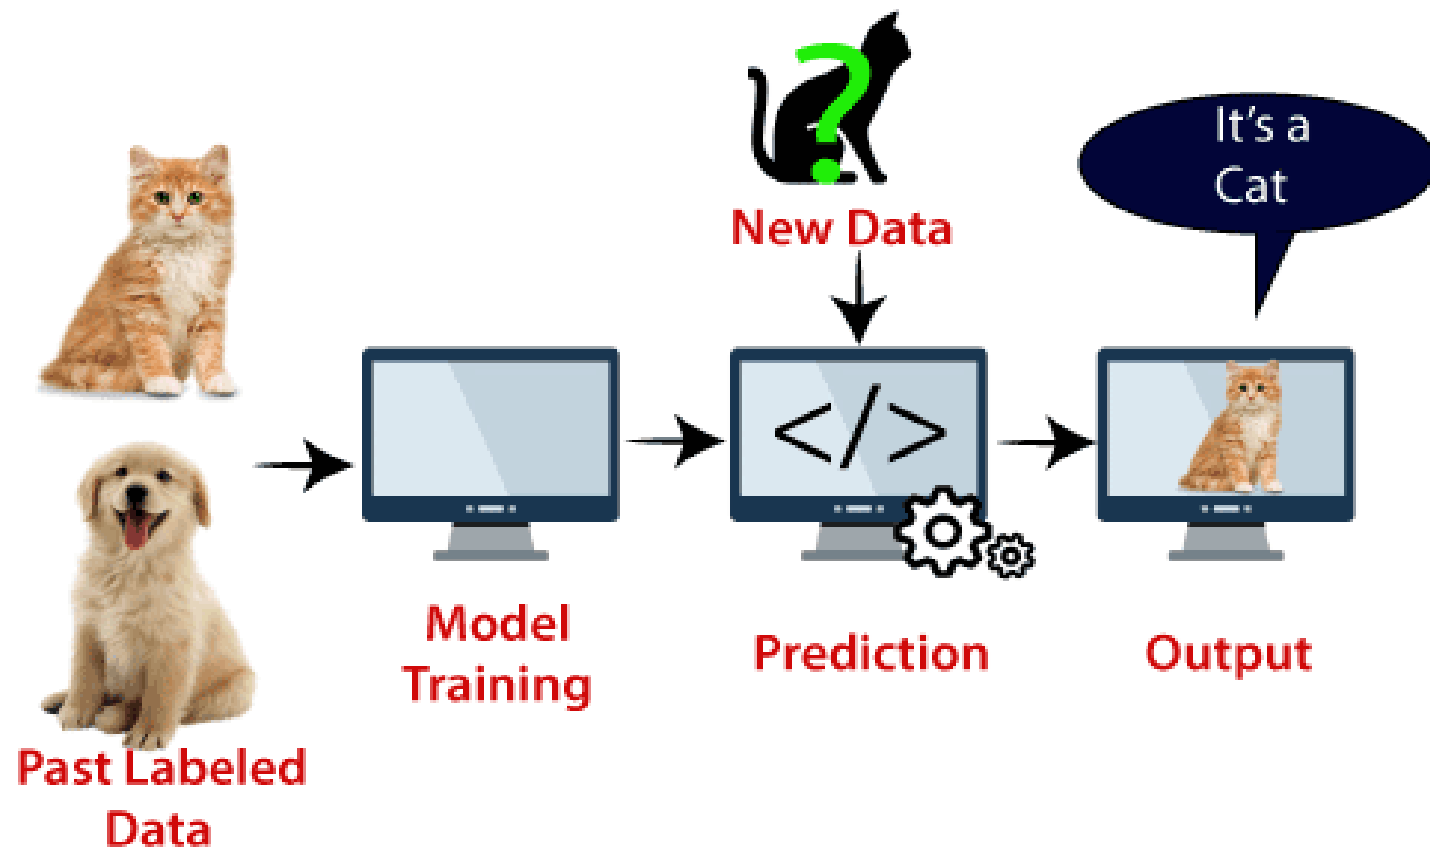 New Data
It's a
Cat
</>
Model
Training
Prediction
Output
Past Labeled
Data
?